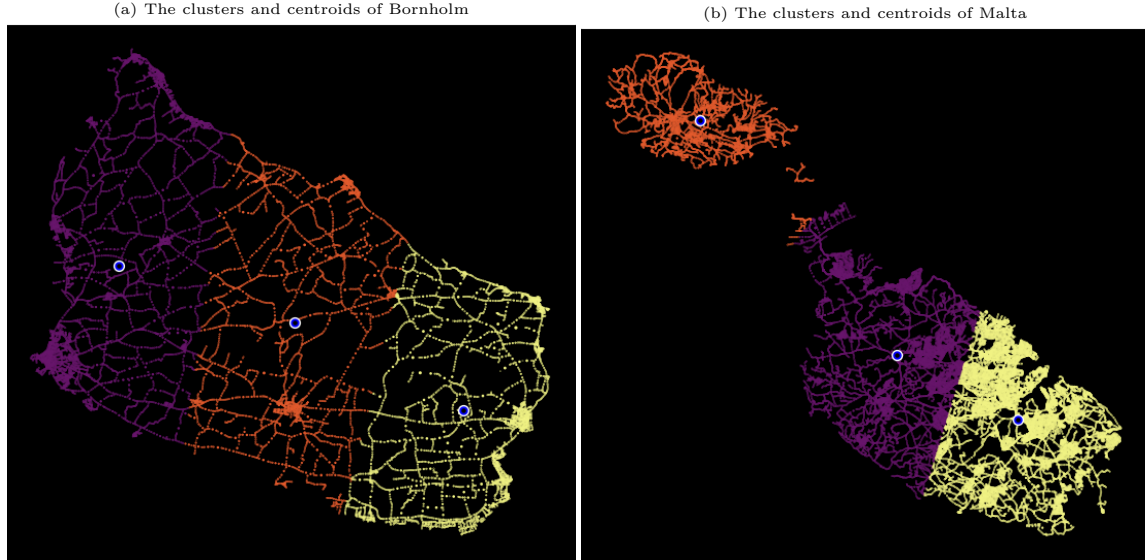 (a) The clusters and centroids of Bornholm
(b) The clusters and centroids of Malta